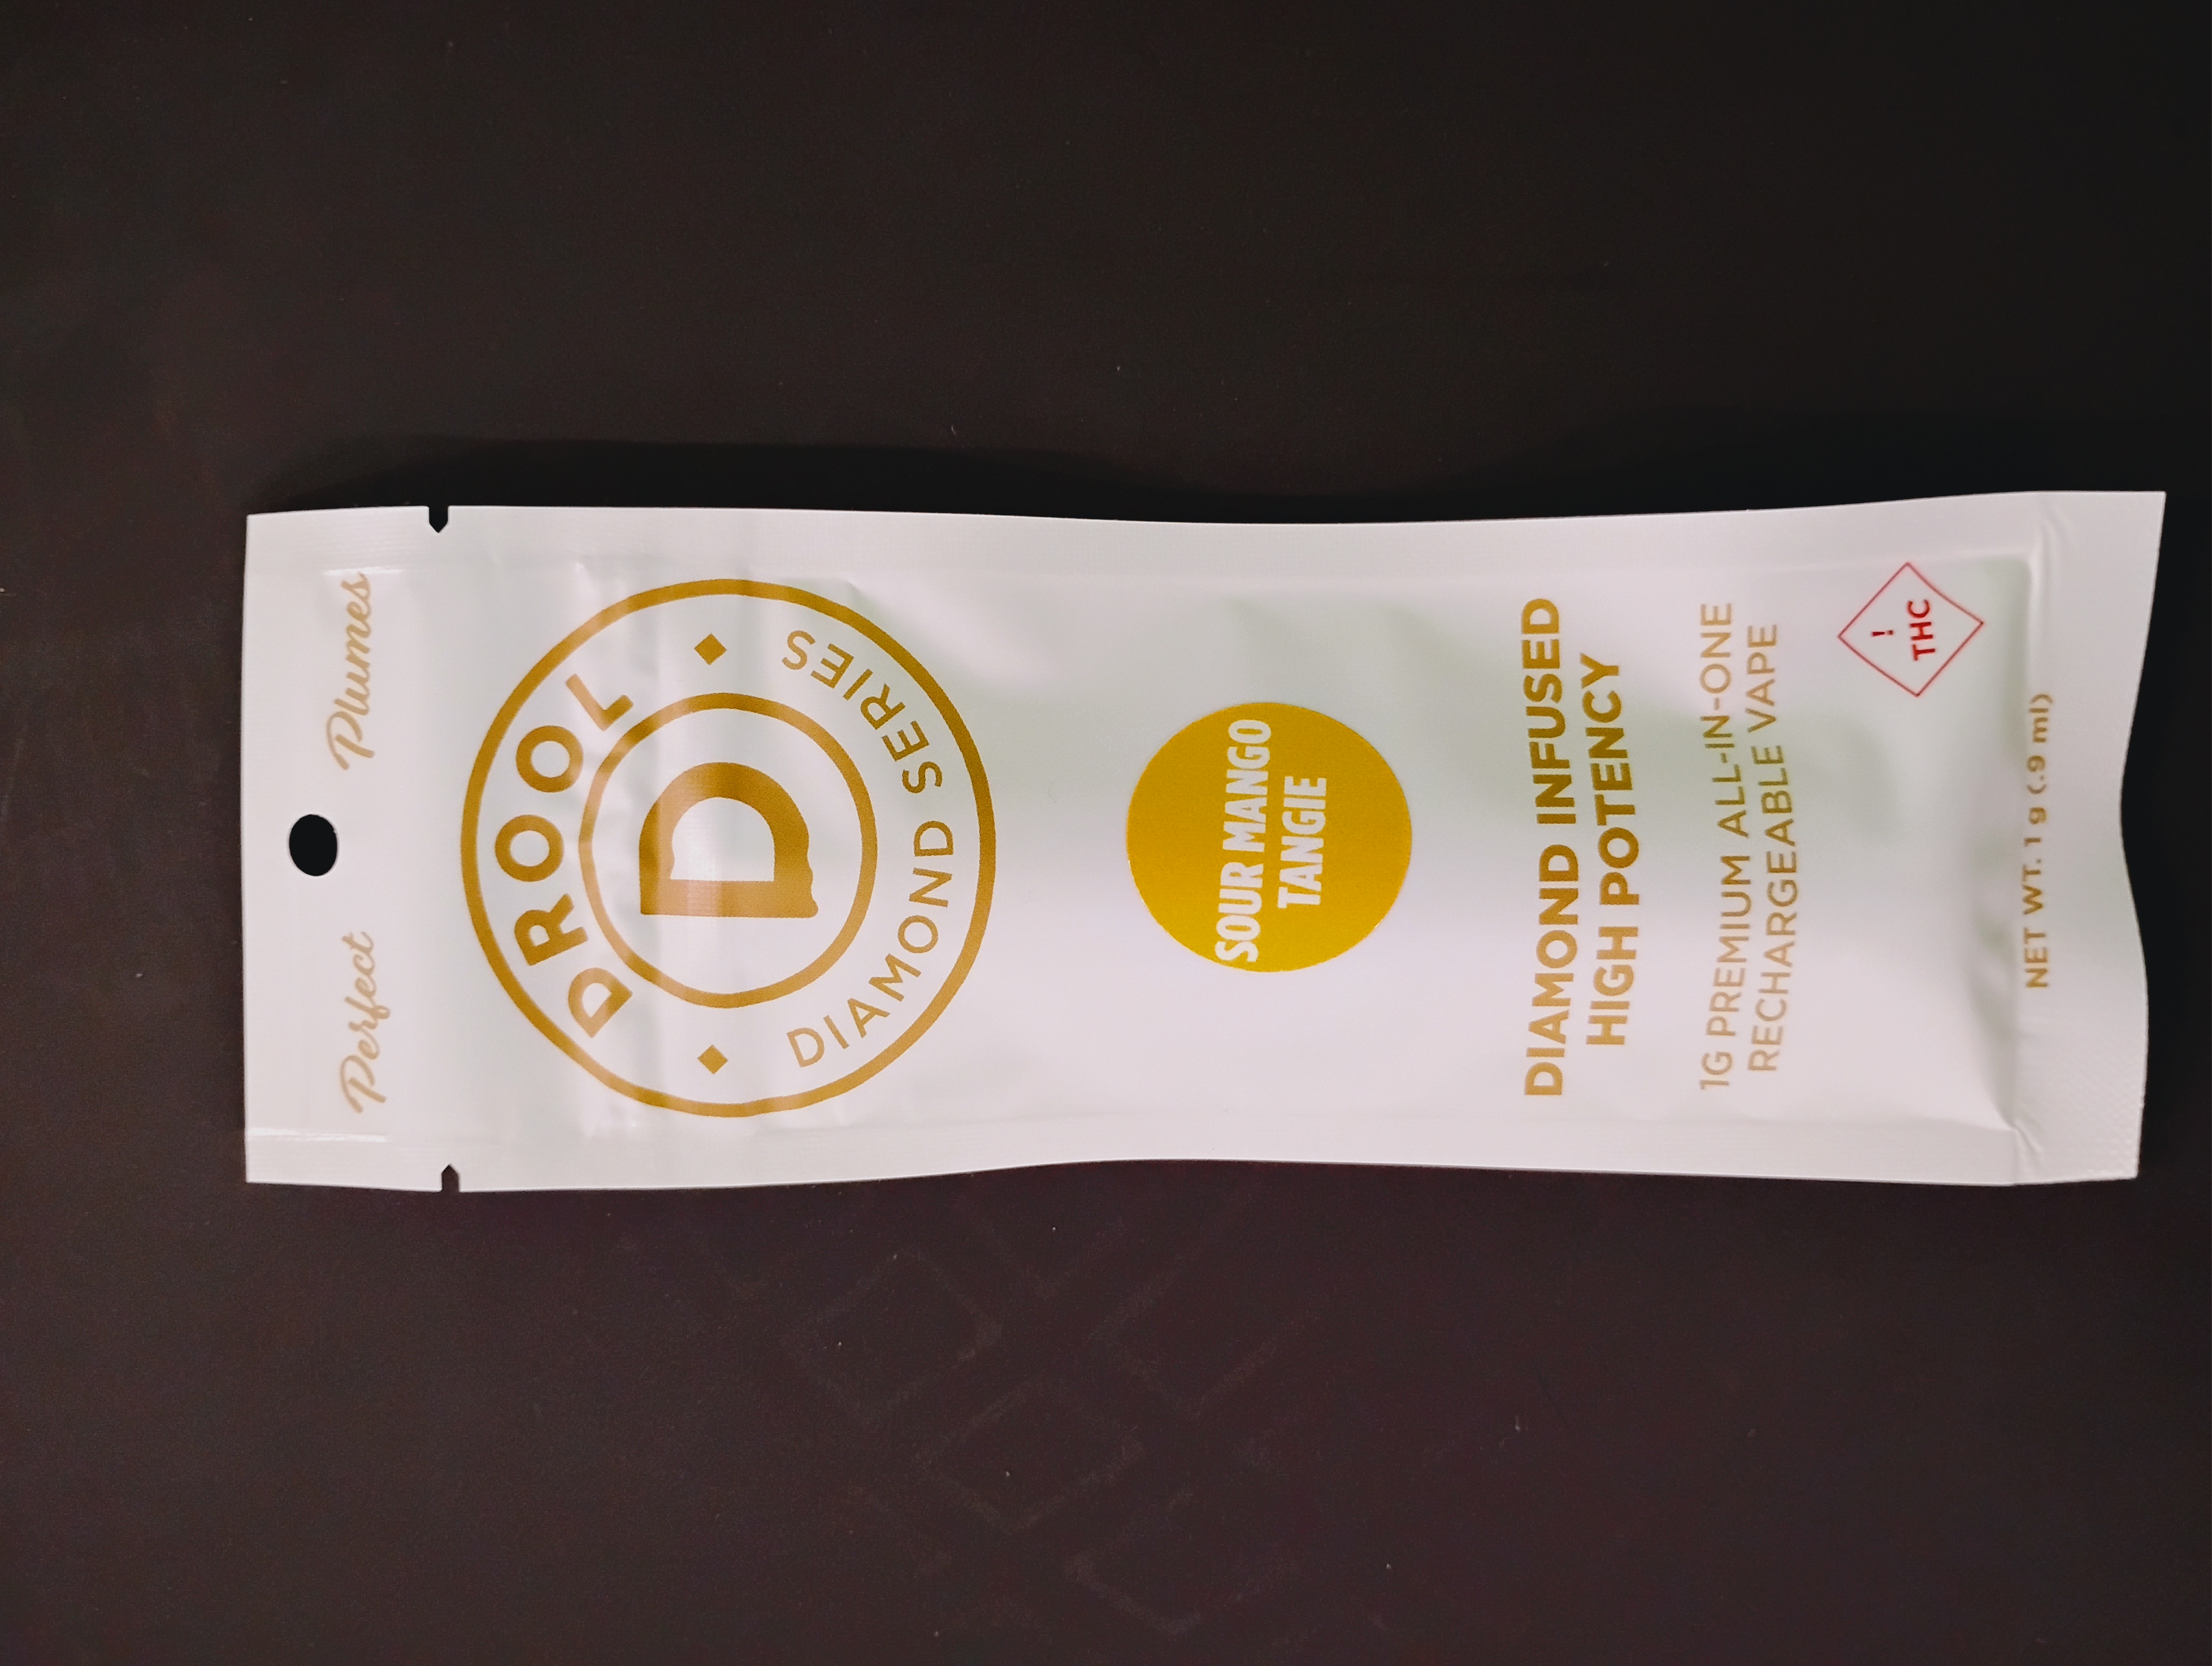 Perfect Plumes
DROOL
D
DIAMOND SERIES
SOUR MANGO
TANGIE
DIAMOND INFUSED
HIGH POTENCY
1G PREMIUM ALL-IN-ONE
RECHARGEABLE VAPE
!
THC
NET WT. 1 g (.9 ml)